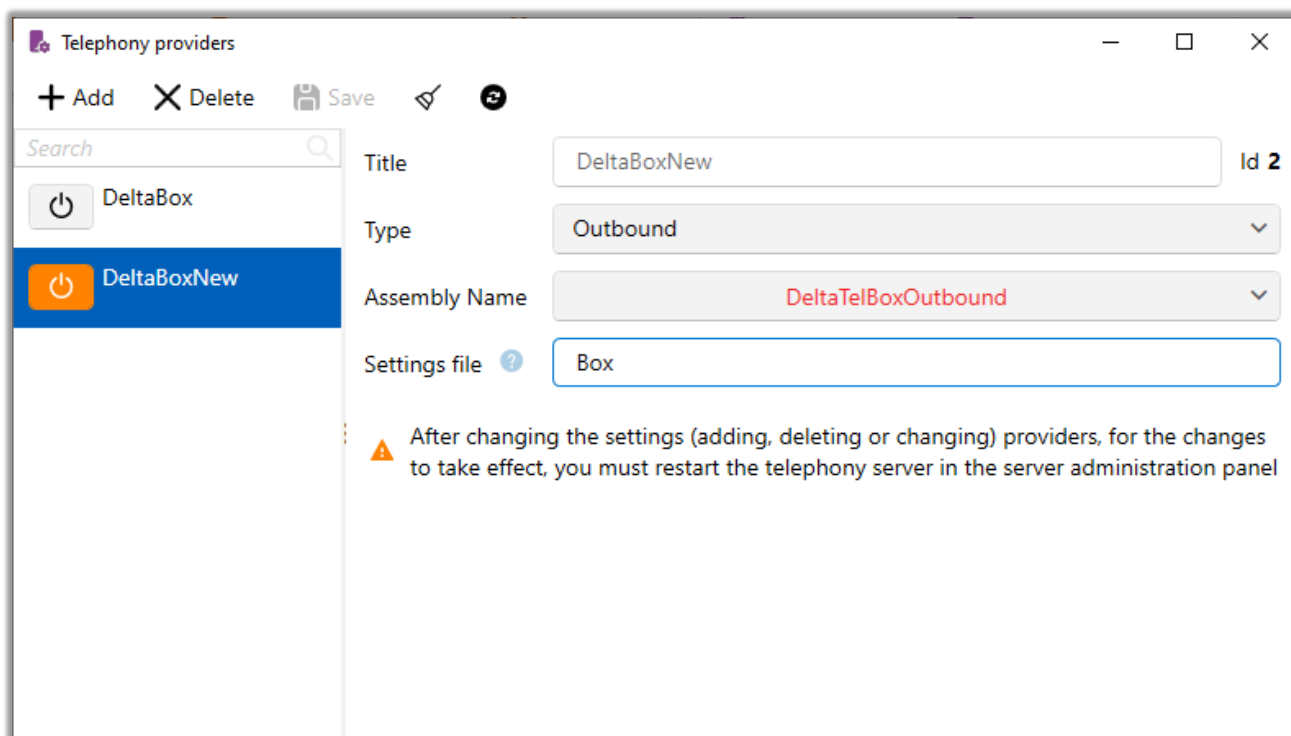 Telephony providers
Add Delete Save
Search
DeltaBox
DeltaBoxNew
Title DeltaBoxNew Id 2
Type Outbound
Assembly Name DeltaTelBoxOutbound
Settings file ? Box
After changing the settings (adding, deleting or changing) providers, for the changes
to take effect, you must restart the telephony server in the server administration panel